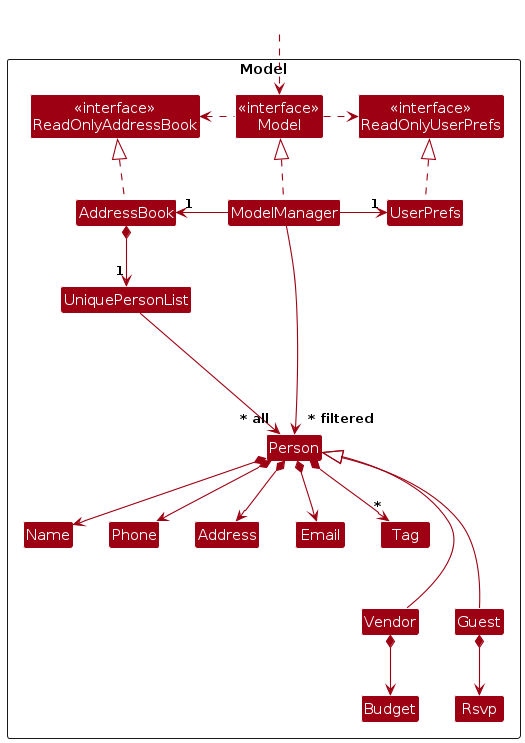 Model
«interface»
ReadOnlyAddressBook
«interface»
Model
«interface»
ReadOnlyUserPrefs
AddressBook
1
ModelManager
1
UserPrefs
1
UniquePersonList
* all
* filtered
Person
*
Name
Phone
Address
Email
Tag
Vendor
Guest
Budget
Rsvp